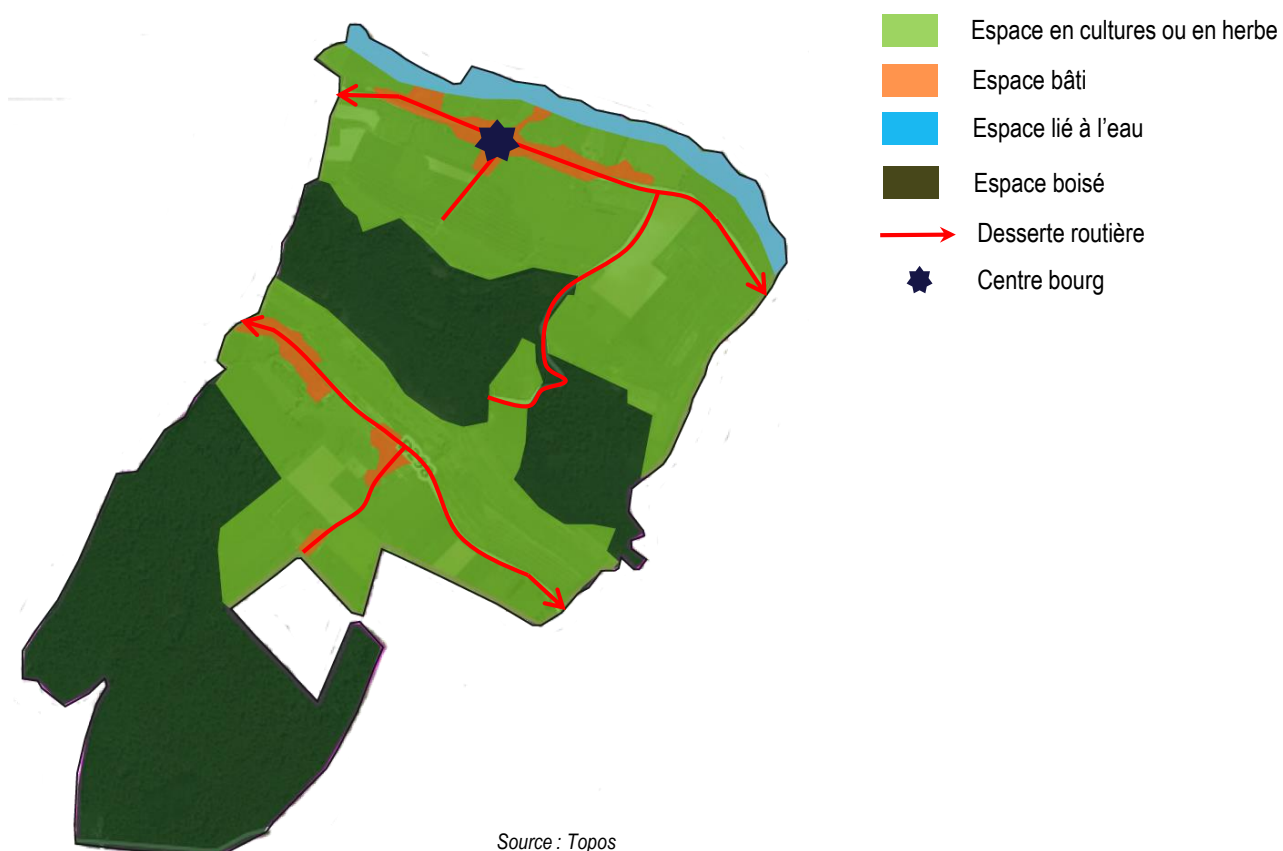 Espace en cultures ou en herbe
Espace bâti
Espace lié à l'eau
Espace boisé
Desserte routière
Centre bourg
Source : Topos